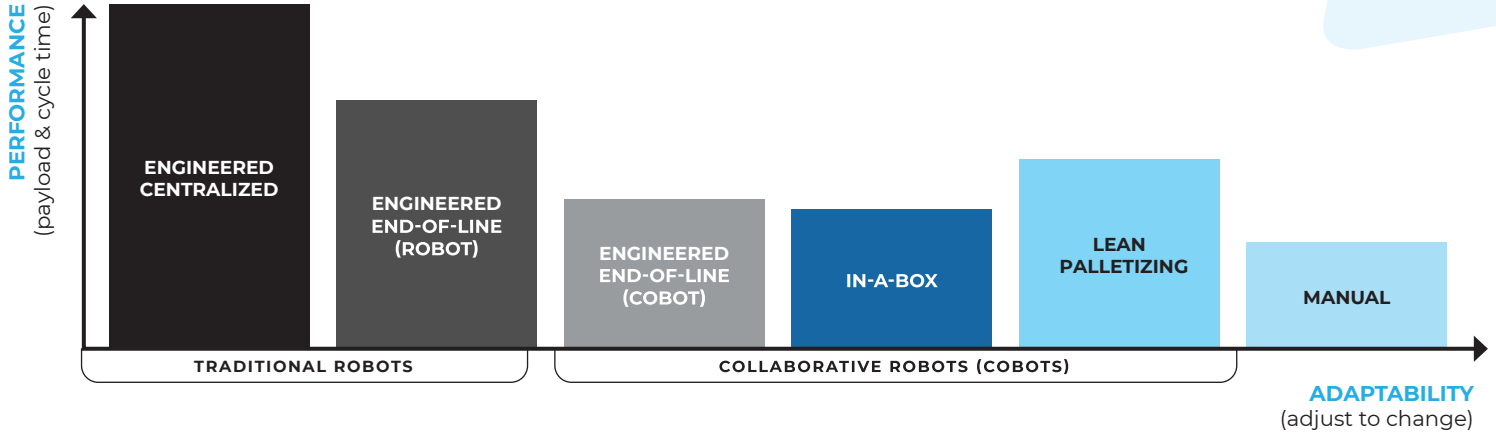 PERFORMANCE
(payload & cycle time)
ENGINEERED
CENTRALIZED
ENGINEERED
END-OF-LINE
(ROBOT)
ENGINEERED
END-OF-LINE
(COBOT)
IN-A-BOX
LEAN
PALLETIZING
MANUAL
TRADITIONAL ROBOTS
COLLABORATIVE ROBOTS (COBOTS)
ADAPTABILITY
(adjust to change)